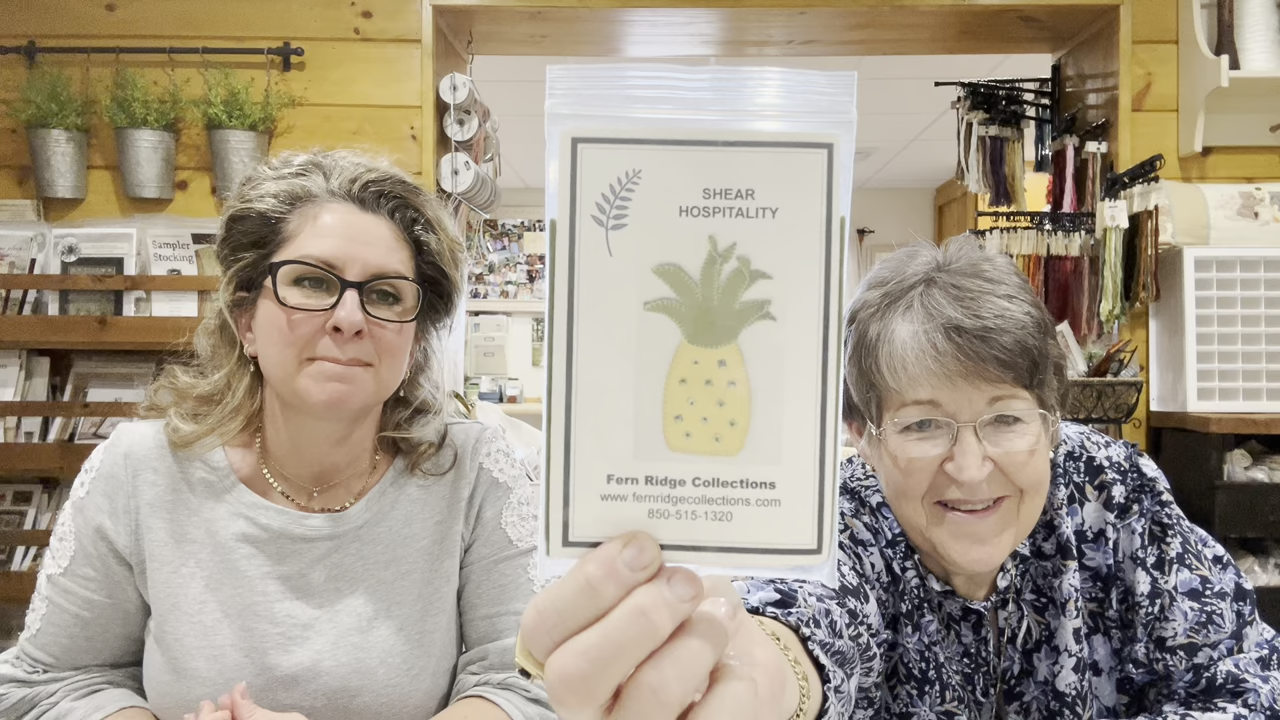 Sampler
Stocking
SHEAR
HOSPITALITY
Fern Ridge Collections
www.fernridgecollections.com
850-515-1320